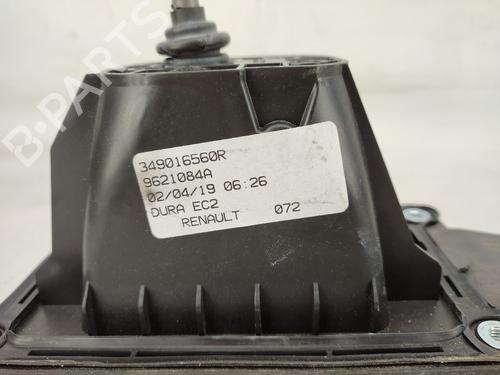 349016560R
9621084A
02/04/19 06:26
DURA EC2
RENAULT 072
B-PARTS